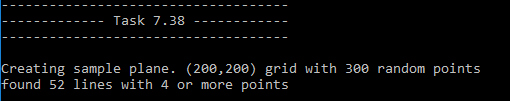 ------------------------------------
------------- Task 7.38 ------------
------------------------------------
Creating sample plane. (200,200) grid with 300 random points
found 52 lines with 4 or more points